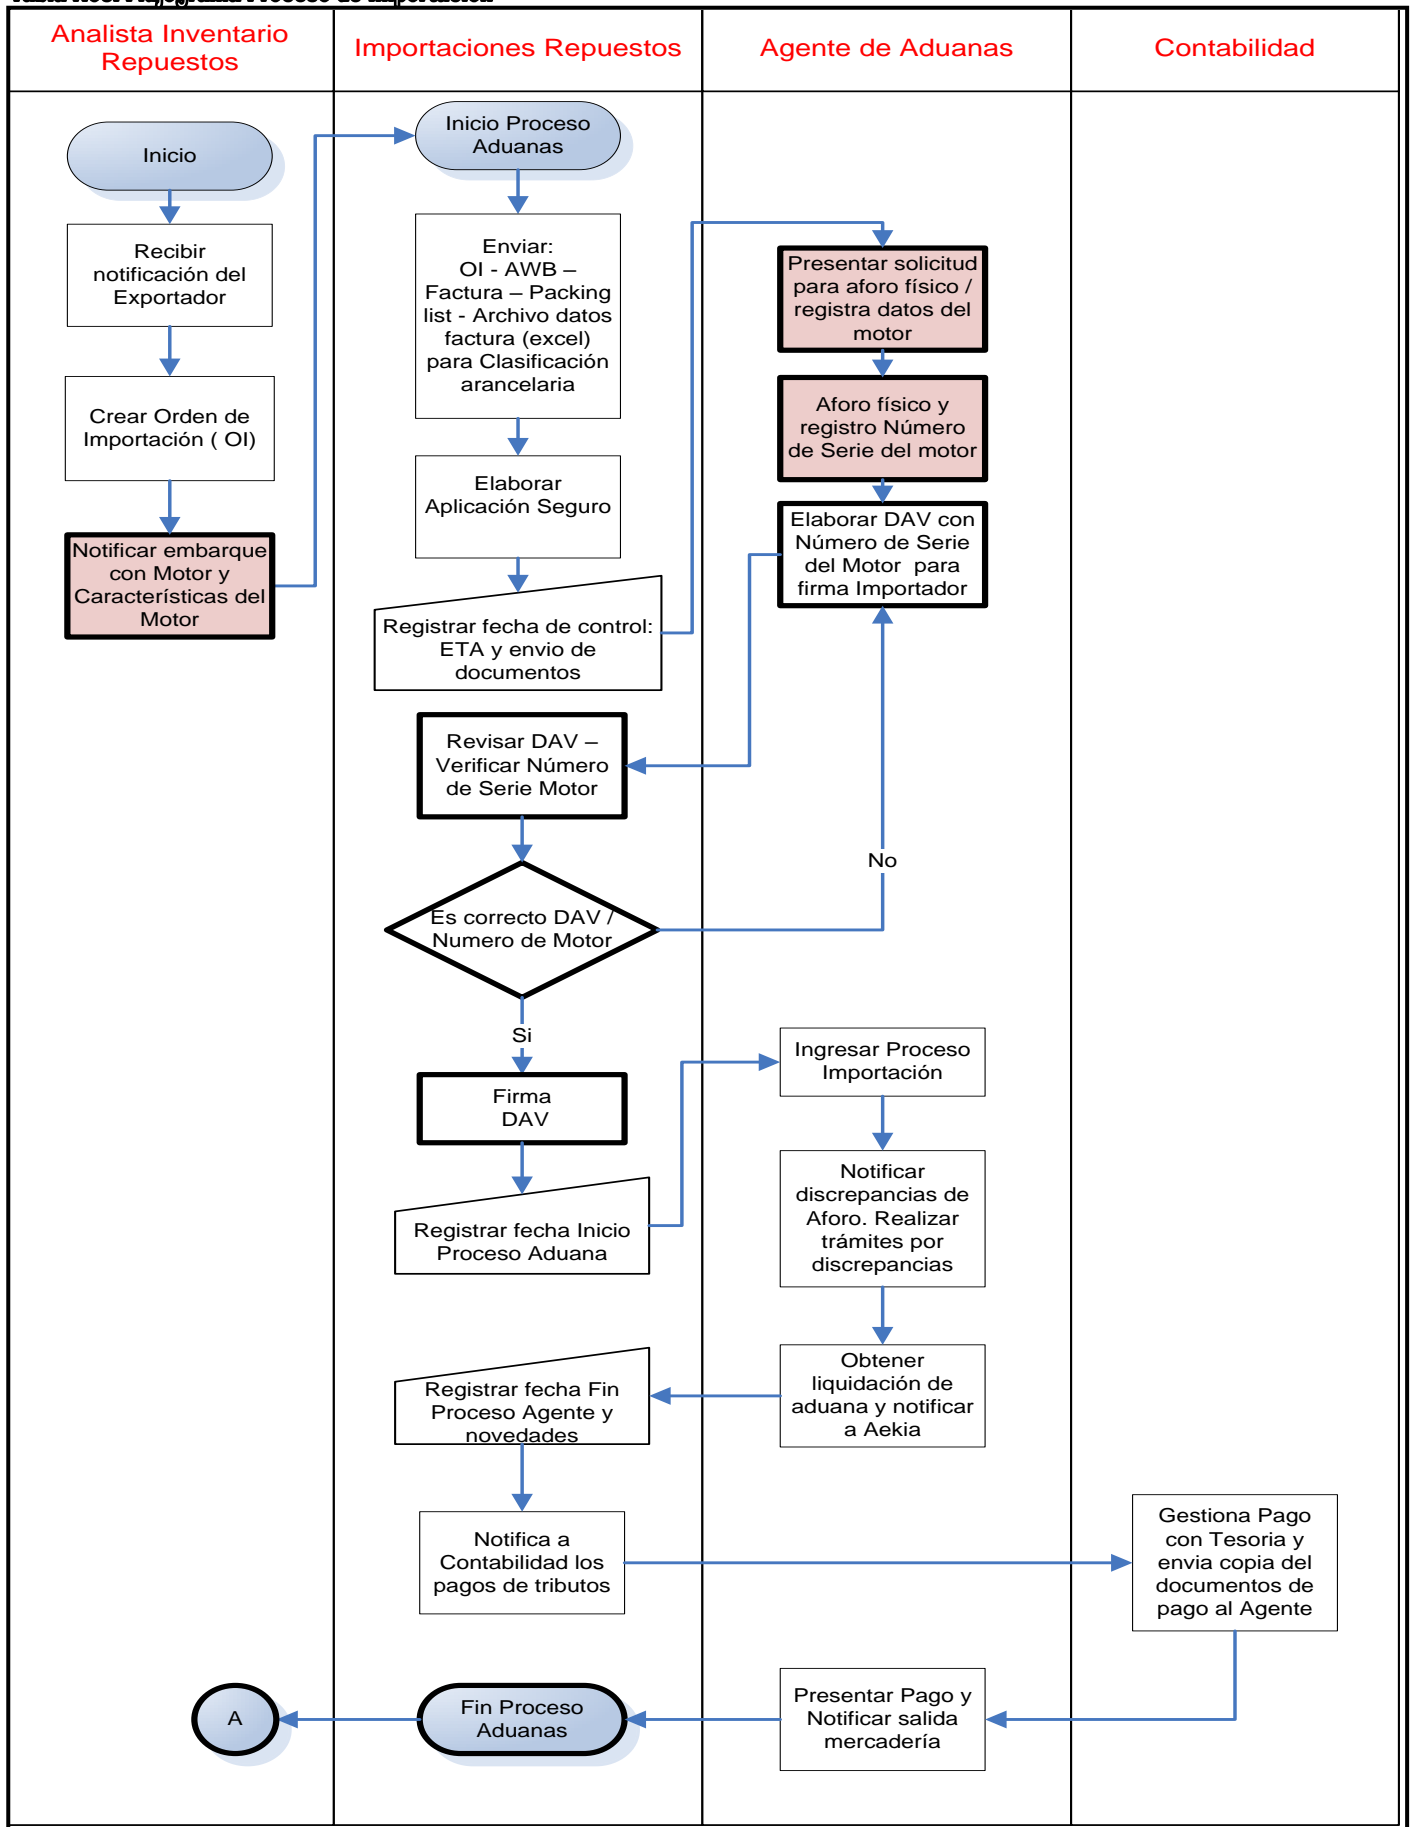 Analista Inventario
Repuestos
Importaciones Repuestos
Agente de Aduanas
Contabilidad
Inicio
Recibir
notificación del
Exportador
Crear Orden de
Importación ( OI)
Notificar embarque
con Motor y
Características del
Motor
Inicio Proceso
Aduanas
Enviar:
OI - AWB –
Factura – Packing
list - Archivo datos
factura (excel)
para Clasificación
arancelaria
Elaborar
Aplicación Seguro
Registrar fecha de control:
ETA y envio de
documentos
Presentar solicitud
para aforo físico /
registra datos del
motor
Aforo físico y
registro Número
de Serie del motor
Elaborar DAV con
Número de Serie
del Motor para
firma Importador
Revisar DAV –
Verificar Número
de Serie Motor
Es correcto DAV /
Numero de Motor
No
Si
Firma
DAV
Registrar fecha Inicio
Proceso Aduana
Ingresar Proceso
Importación
Notificar
discrepancias de
Aforo. Realizar
trámites por
discrepancias
Obtener
liquidación de
aduana y notificar
a Aekia
Registrar fecha Fin
Proceso Agente y
novedades
Notifica a
Contabilidad los
pagos de tributos
Gestiona Pago
con Tesoria y
envia copia del
documentos de
pago al Agente
Presentar Pago y
Notificar salida
mercadería
Fin Proceso
Aduanas
A